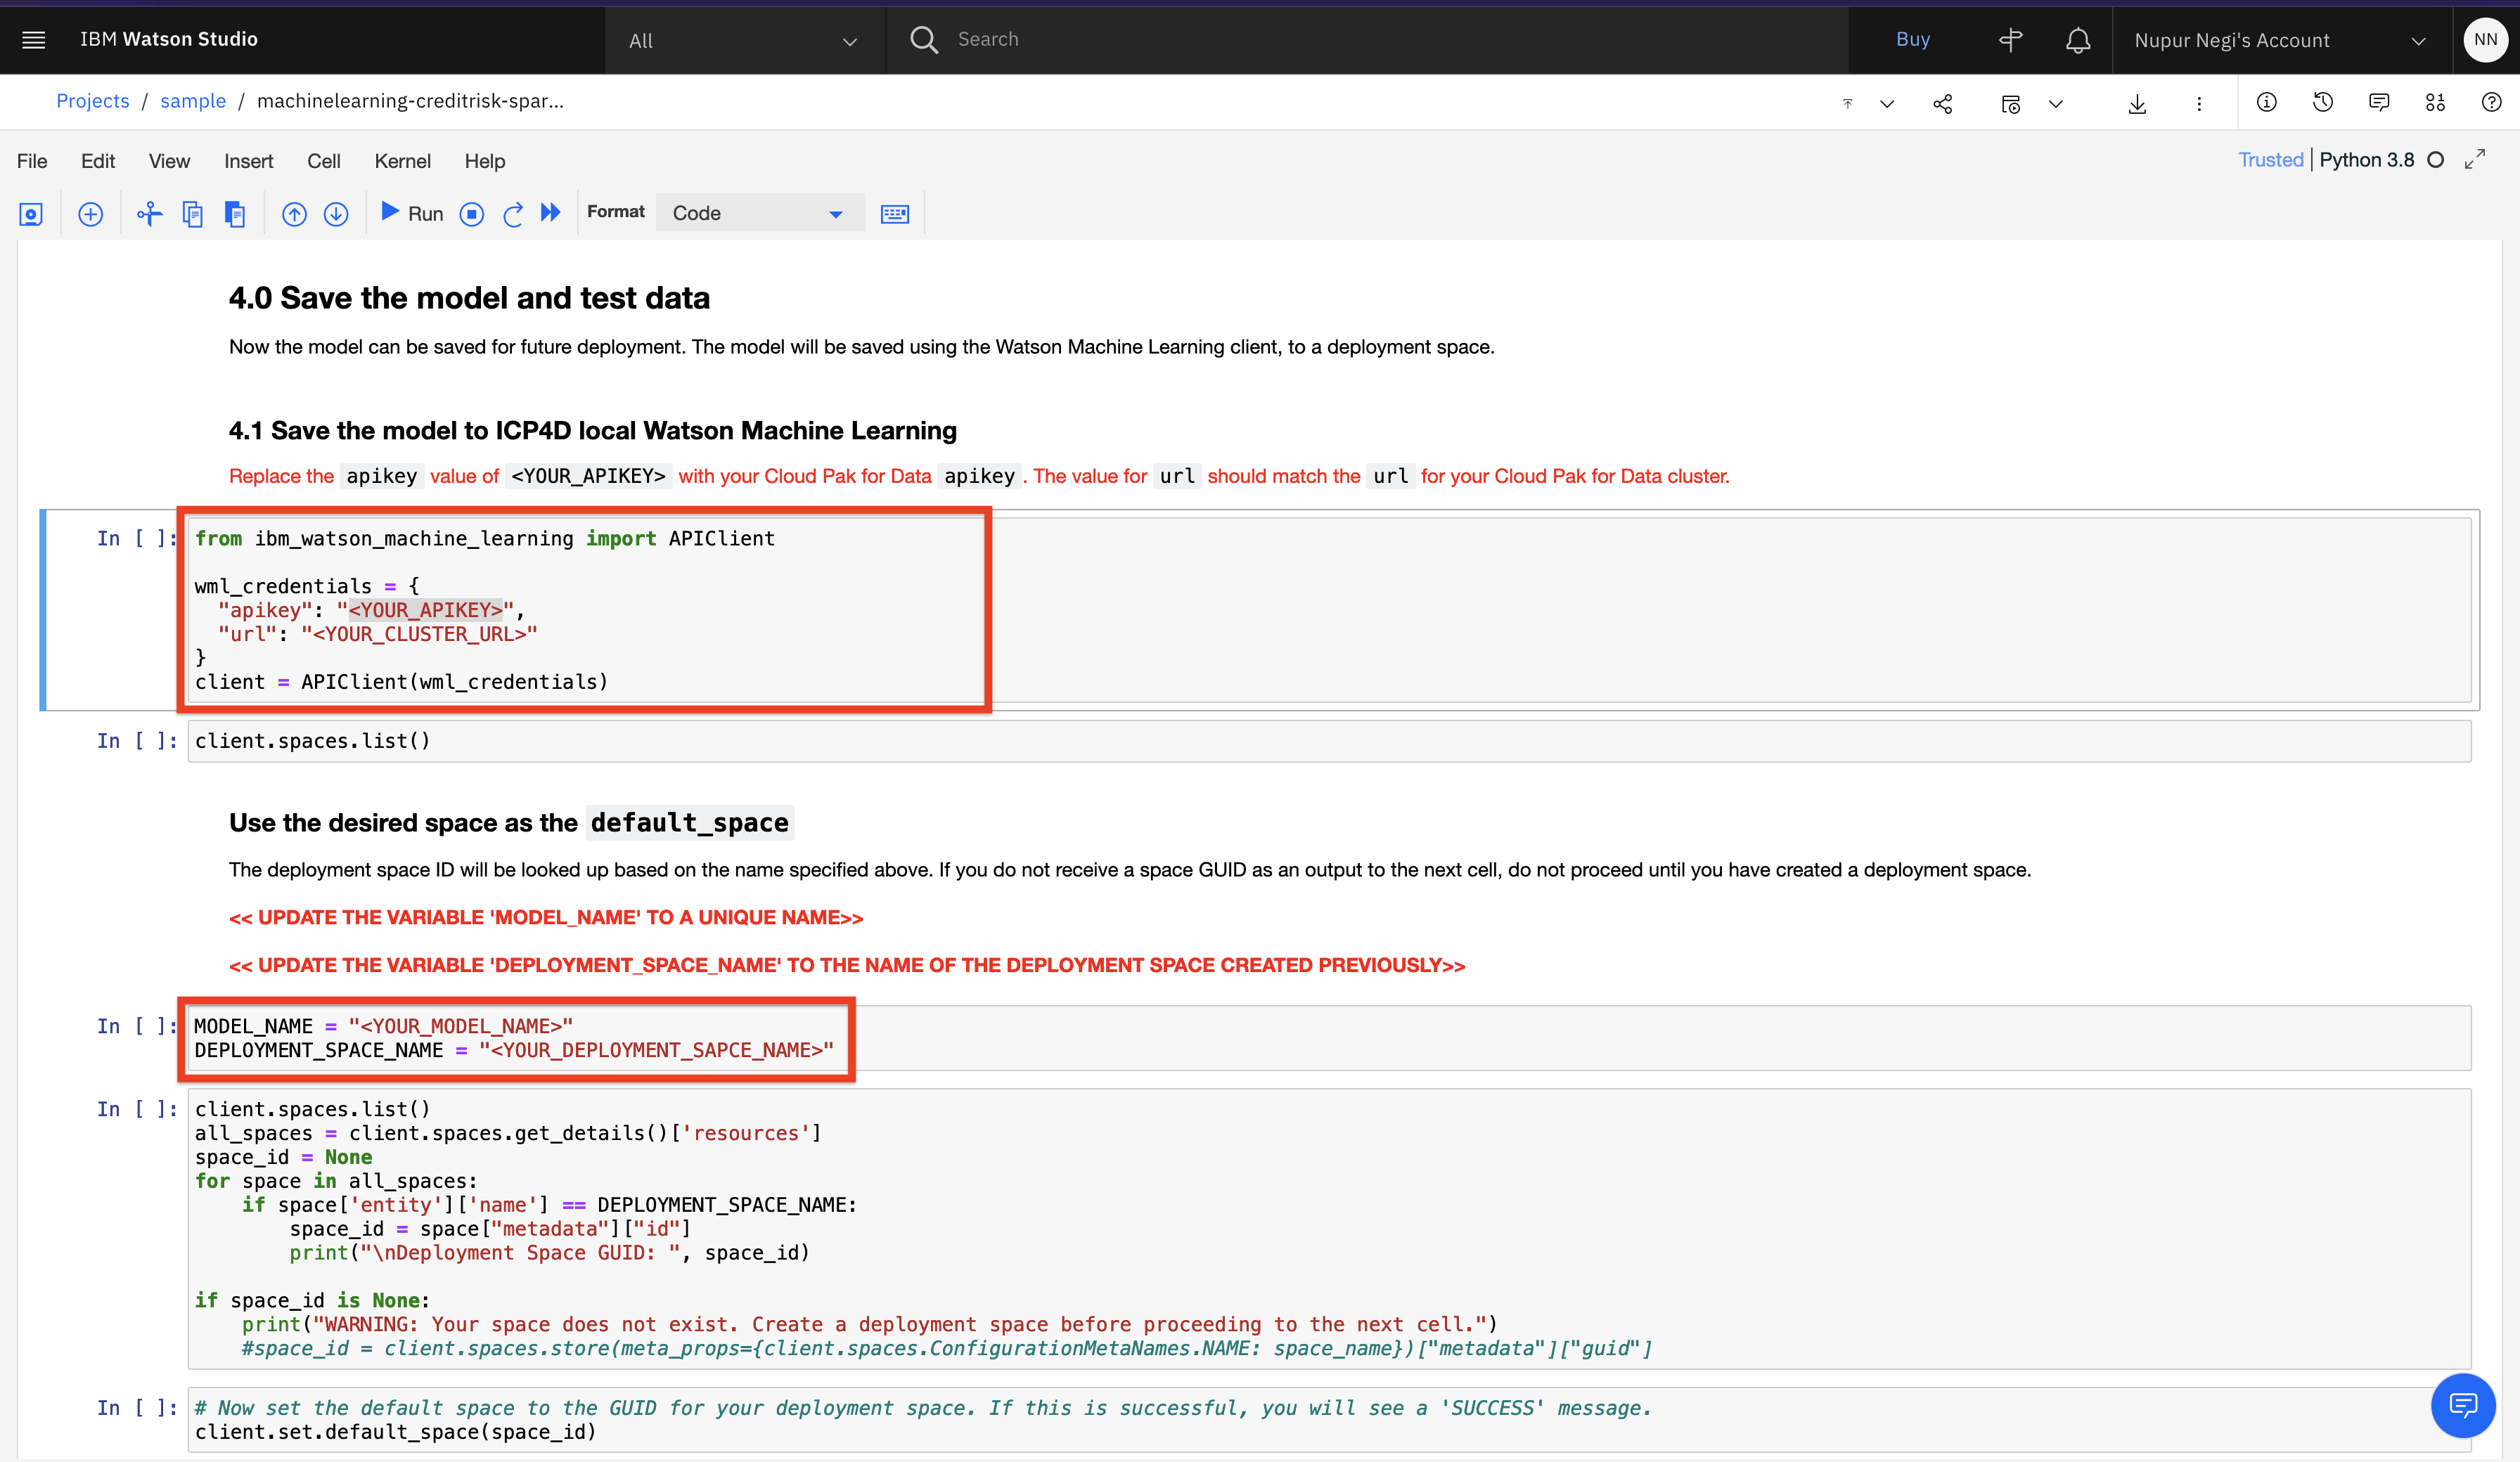 IBM Watson Studio
All
Search
Buy
Nupur Negi's Account
NN
Projects / sample / machinelearning-creditrisk-spar...
File Edit View Insert Cell Kernel Help
Trusted | Python 3.8
Run
Format
Code
4.0 Save the model and test data
Now the model can be saved for future deployment. The model will be saved using the Watson Machine Learning client, to a deployment space.
4.1 Save the model to ICP4D local Watson Machine Learning
Replace the apikey value of <YOUR_APIKEY> with your Cloud Pak for Data apikey . The value for url should match the url for your Cloud Pak for Data cluster.
In [ ]: from ibm_watson_machine_learning import APIClient
wml_credentials = {
"apikey": "<YOUR_APIKEY>",
"url": "<YOUR_CLUSTER_URL>"
}
client = APIClient(wml_credentials)
In [ ]: client.spaces.list()
Use the desired space as the default_space
The deployment space ID will be looked up based on the name specified above. If you do not receive a space GUID as an output to the next cell, do not proceed until you have created a deployment space.
<< UPDATE THE VARIABLE 'MODEL_NAME' TO A UNIQUE NAME>>
<< UPDATE THE VARIABLE 'DEPLOYMENT_SPACE_NAME' TO THE NAME OF THE DEPLOYMENT SPACE CREATED PREVIOUSLY>>
In [ ]: MODEL_NAME = "<YOUR_MODEL_NAME>"
DEPLOYMENT_SPACE_NAME = "<YOUR_DEPLOYMENT_SAPCE_NAME>"
In [ ]: client.spaces.list()
all_spaces = client.spaces.get_details()['resources']
space_id = None
for space in all_spaces:
if space['entity']['name'] == DEPLOYMENT_SPACE_NAME:
space_id = space["metadata"]["id"]
print("\nDeployment Space GUID: ", space_id)
if space_id is None:
print("WARNING: Your space does not exist. Create a deployment space before proceeding to the next cell.")
#space_id = client.spaces.store(meta_props={client.spaces.ConfigurationMetaNames.NAME: space_name})["metadata"]["guid"]
In [ ]: # Now set the default space to the GUID for your deployment space. If this is successful, you will see a 'SUCCESS' message.
client.set.default_space(space_id)